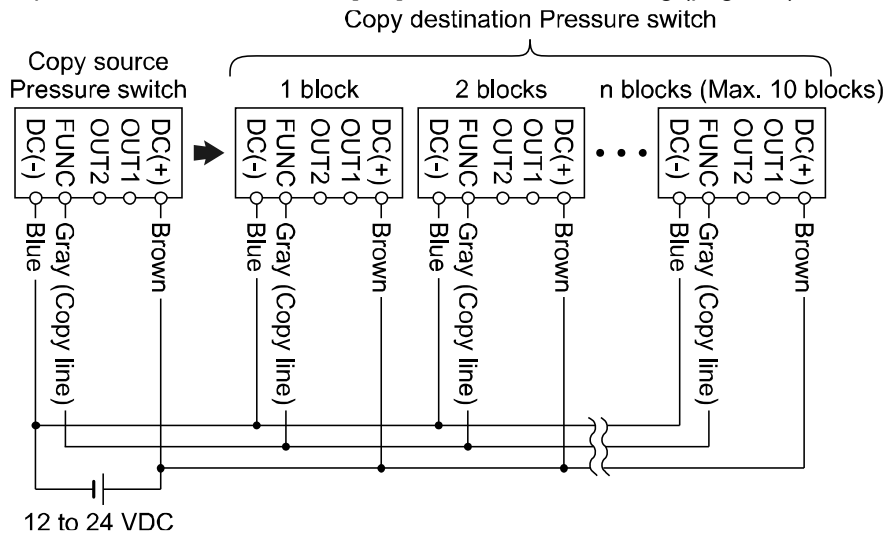 Copy destination Pressure switch
Copy source
Pressure switch
1 block
2 blocks
n blocks (Max. 10 blocks)
DC(-)
FUNC
OUT2
OUT1
DC(+)
DC(-)
FUNC
OUT2
OUT1
DC(+)
DC(-)
FUNC
OUT2
OUT1
DC(+)
DC(-)
FUNC
OUT2
OUT1
DC(+)
Blue
Gray (Copy line)
Brown
Blue
Gray (Copy line)
Brown
Blue
Gray (Copy line)
Brown
Blue
Gray (Copy line)
Brown
12 to 24 VDC